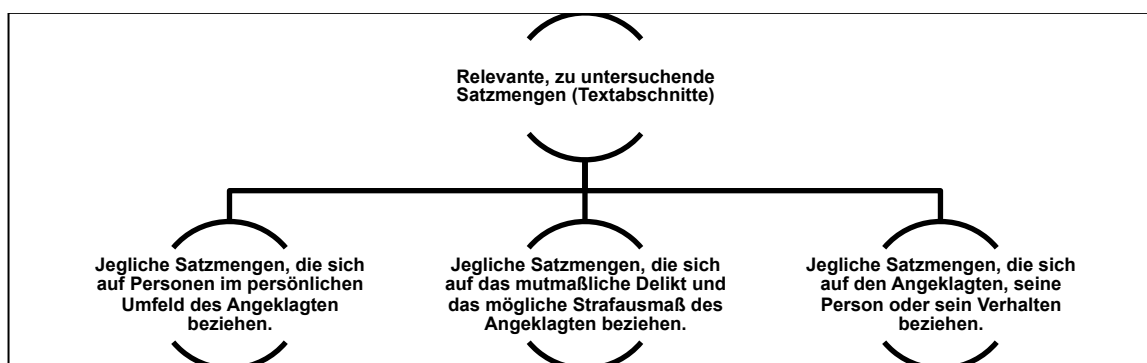 Relevante, zu untersuchende
Satzmengen (Textabschnitte)
Jegliche Satzmengen, die sich
auf Personen im persönlichen
Umfeld des Angeklagten
beziehen.
Jegliche Satzmengen, die sich
auf das mutmaßliche Delikt und
das mögliche Strafausmaß des
Angeklagten beziehen.
Jegliche Satzmengen, die sich
auf den Angeklagten, seine
Person oder sein Verhalten
beziehen.